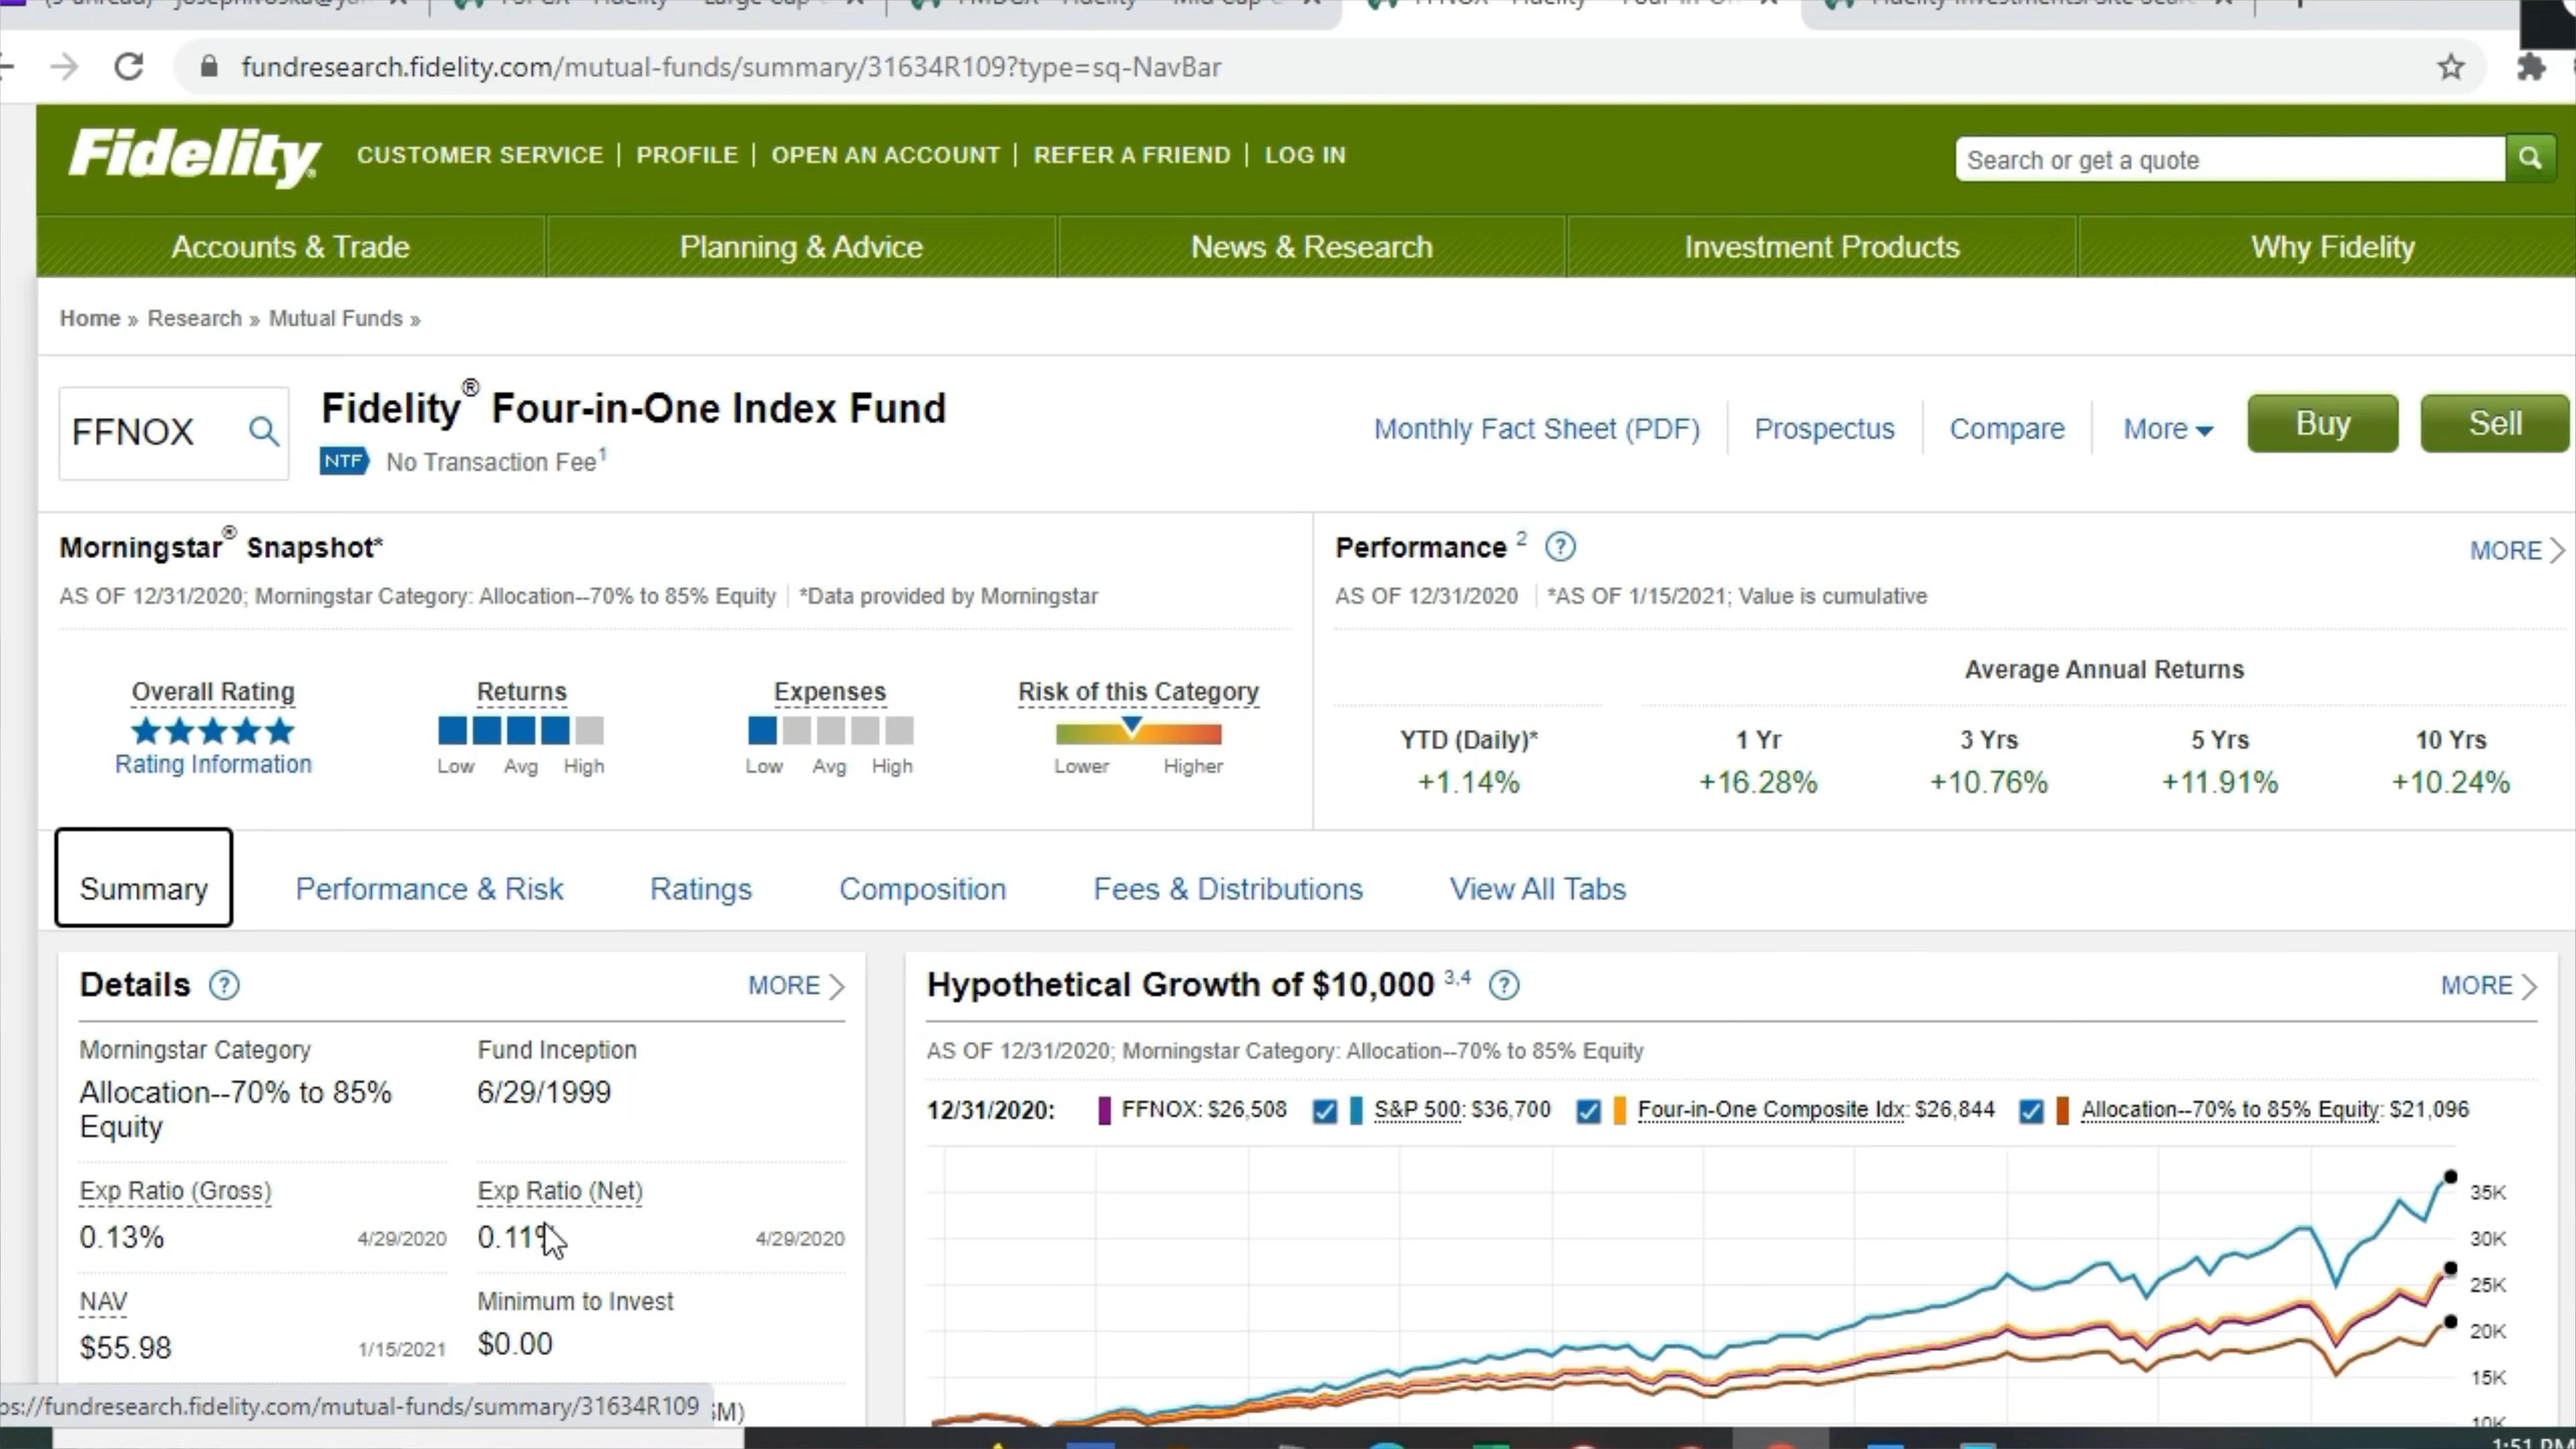 fundresearch.fidelity.com/mutual-funds/summary/31634R109?type=sq-NavBar
Fidelity CUSTOMER SERVICE | PROFILE | OPEN AN ACCOUNT | REFER A FRIEND | LOG IN Search or get a quote
Accounts & Trade Planning & Advice News & Research Investment Products Why Fidelity
Home » Research » Mutual Funds »
FFNOX Fidelity® Four-in-One Index Fund
NTF No Transaction Fee1
Monthly Fact Sheet (PDF) Prospectus Compare More Buy Sell
Morningstar® Snapshot*
AS OF 12/31/2020; Morningstar Category: Allocation--70% to 85% Equity | *Data provided by Morningstar
Overall Rating Returns Expenses Risk of this Category
Rating Information Low Avg High Low Avg High Lower Higher
Performance 2 ? MORE
AS OF 12/31/2020 | *AS OF 1/15/2021; Value is cumulative
Average Annual Returns
YTD (Daily)* 1 Yr 3 Yrs 5 Yrs 10 Yrs
+1.14% +16.28% +10.76% +11.91% +10.24%
Summary Performance & Risk Ratings Composition Fees & Distributions View All Tabs
Details ? MORE
Morningstar Category Fund Inception
Allocation--70% to 85% 6/29/1999
Equity
Exp Ratio (Gross) Exp Ratio (Net)
0.13% 4/29/2020 0.11% 4/29/2020
NAV Minimum to Invest
$55.98 1/15/2021 $0.00
Hypothetical Growth of $10,000 3,4 ? MORE
AS OF 12/31/2020; Morningstar Category: Allocation--70% to 85% Equity
12/31/2020: FFNOX: $26,508 S&P 500: $36,700 Four-in-One Composite Idx: $26,844 Allocation--70% to 85% Equity: $21,096
35K
30K
25K
20K
15K
10K
ps://fundresearch.fidelity.com/mutual-funds/summary/31634R109
1:51 PM